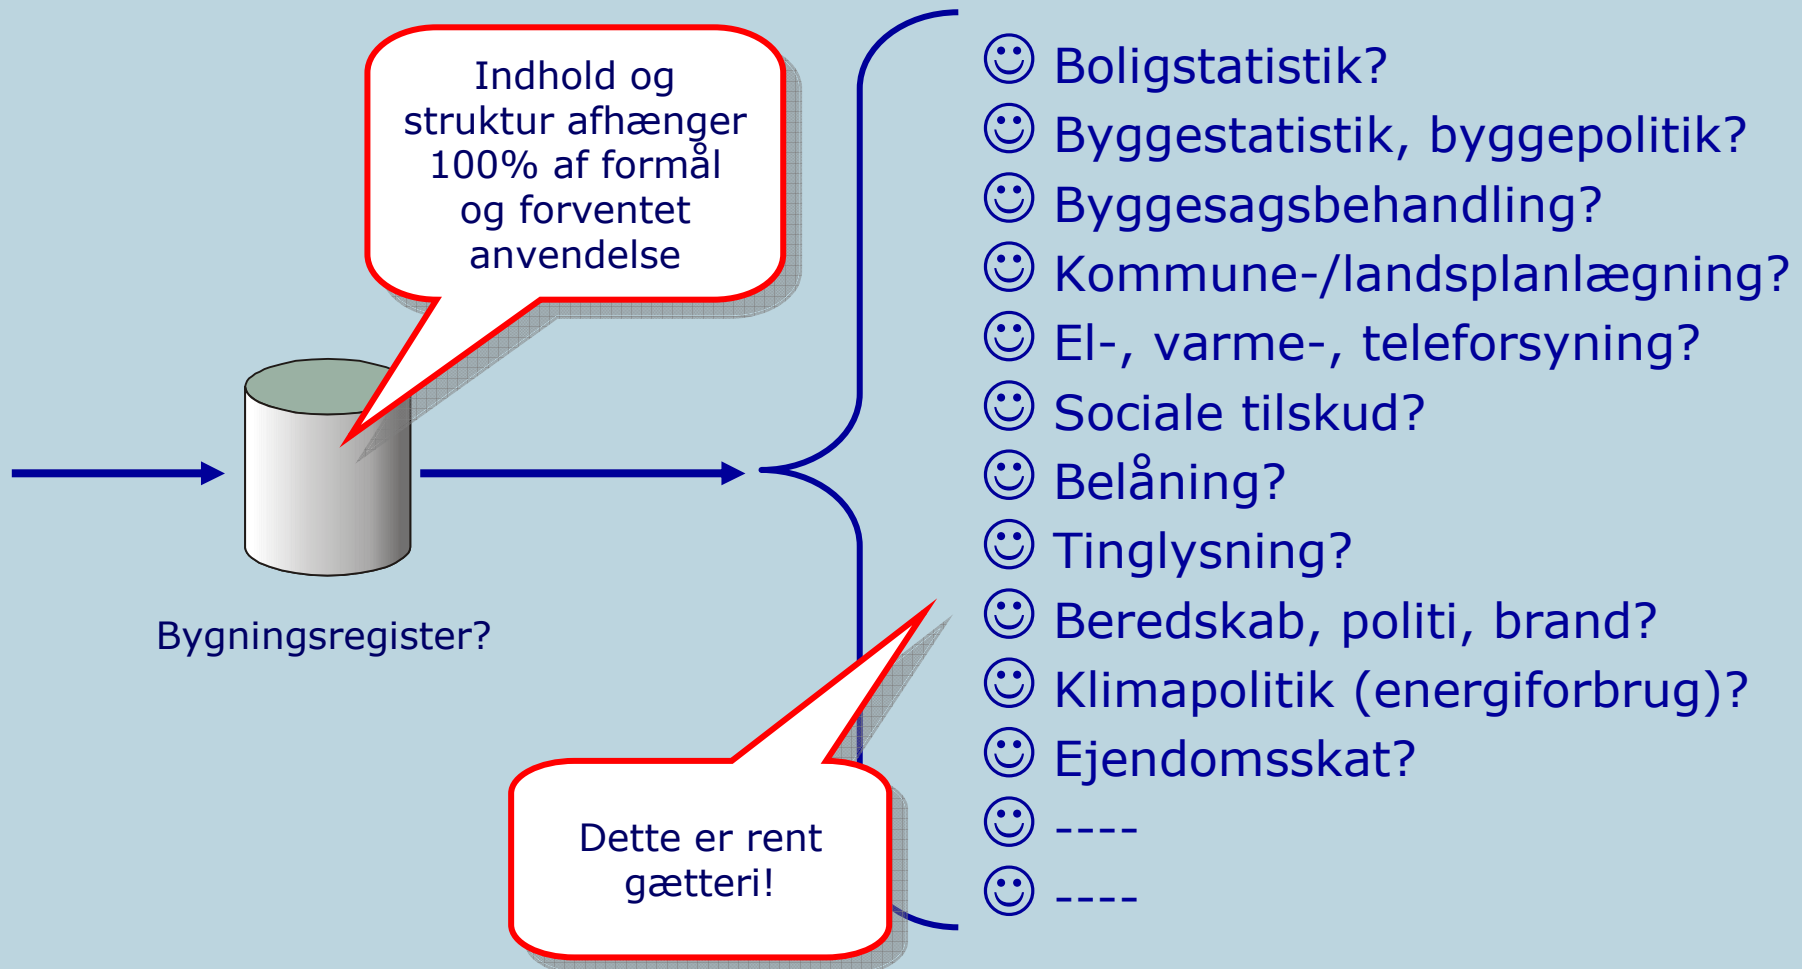 Indhold og
struktur afhænger
100% af formål
og forventet
anvendelse
Bygningsregister?
Boligstatistik?
Byggestatistik, byggepolitik?
Byggesagsbehandling?
Kommune-/landsplanlægning?
El-, varme-, teleforsyning?
Sociale tilskud?
Belåning?
Tinglysning?
Beredskab, politi, brand?
Klimapolitik (energiforbrug)?
Ejendomsskat?
----
----
Dette er rent
gætteri!